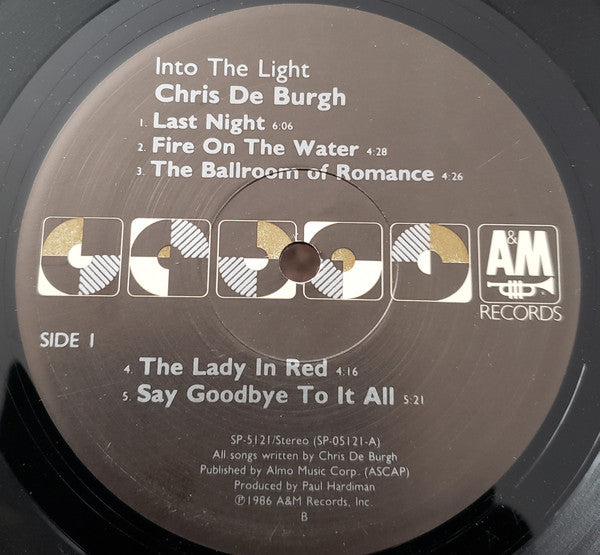 Into The Light
Chris De Burgh
1. Last Night 6:06
2. Fire On The Water 4:28
3. The Ballroom of Romance 4:26
A&M
RECORDS
SIDE 1
4. The Lady In Red 4:16
5. Say Goodbye To It All 5:21
SP-5121/Stereo (SP-05121-A)
All songs written by Chris De Burgh
Published by Almo Music Corp. (ASCAP)
Produced by Paul Hardiman
℗1986 A&M Records, Inc.
B